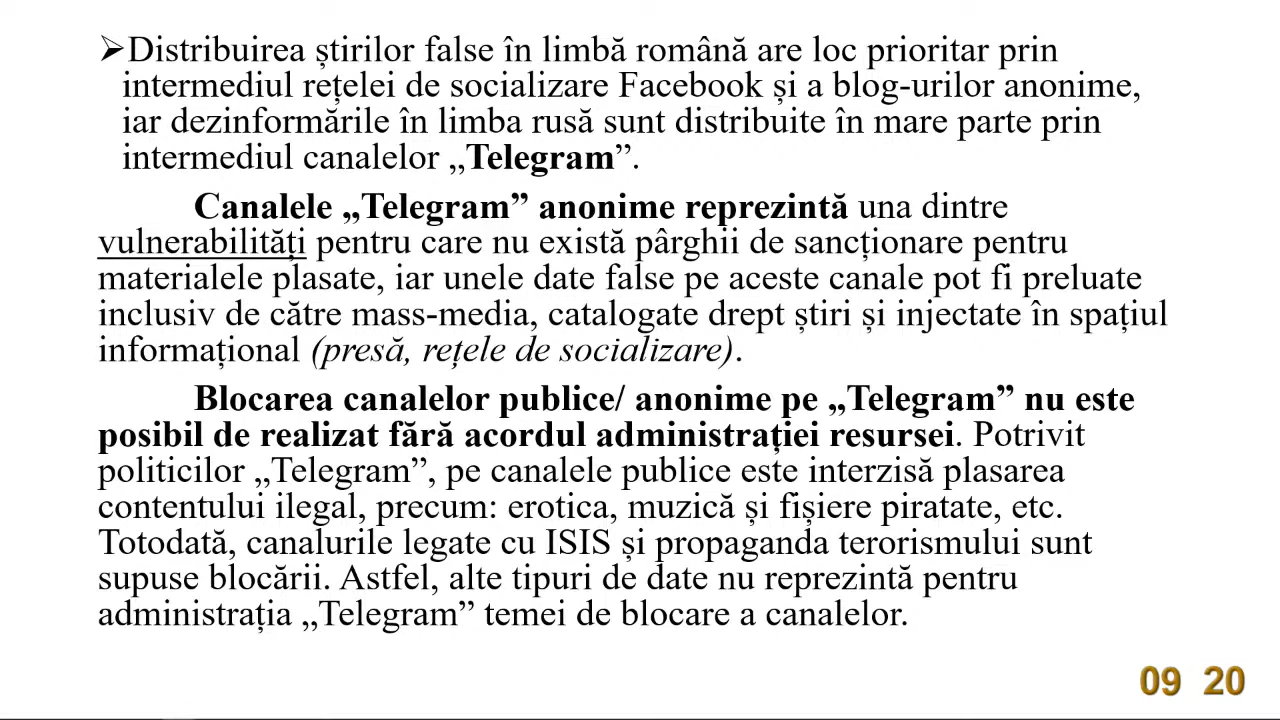 ➢Distribuirea știrilor false în limbă română are loc prioritar prin
intermediul rețelei de socializare Facebook și a blog-urilor anonime,
iar dezinformările în limba rusă sunt distribuite în mare parte prin
intermediul canalelor „Telegram”.
Canalele „Telegram” anonime reprezintă una dintre
vulnerabilități pentru care nu există pârghii de sancționare pentru
materialele plasate, iar unele date false pe aceste canale pot fi preluate
inclusiv de către mass-media, catalogate drept știri și injectate în spațiul
informațional (presă, rețele de socializare).
Blocarea canalelor publice/ anonime pe „Telegram” nu este
posibil de realizat fără acordul administrației resursei. Potrivit
politicilor „Telegram”, pe canalele publice este interzisă plasarea
contentului ilegal, precum: erotica, muzică și fișiere piratate, etc.
Totodată, canalurile legate cu ISIS și propaganda terorismului sunt
supuse blocării. Astfel, alte tipuri de date nu reprezintă pentru
administrația „Telegram” temei de blocare a canalelor.
09 20